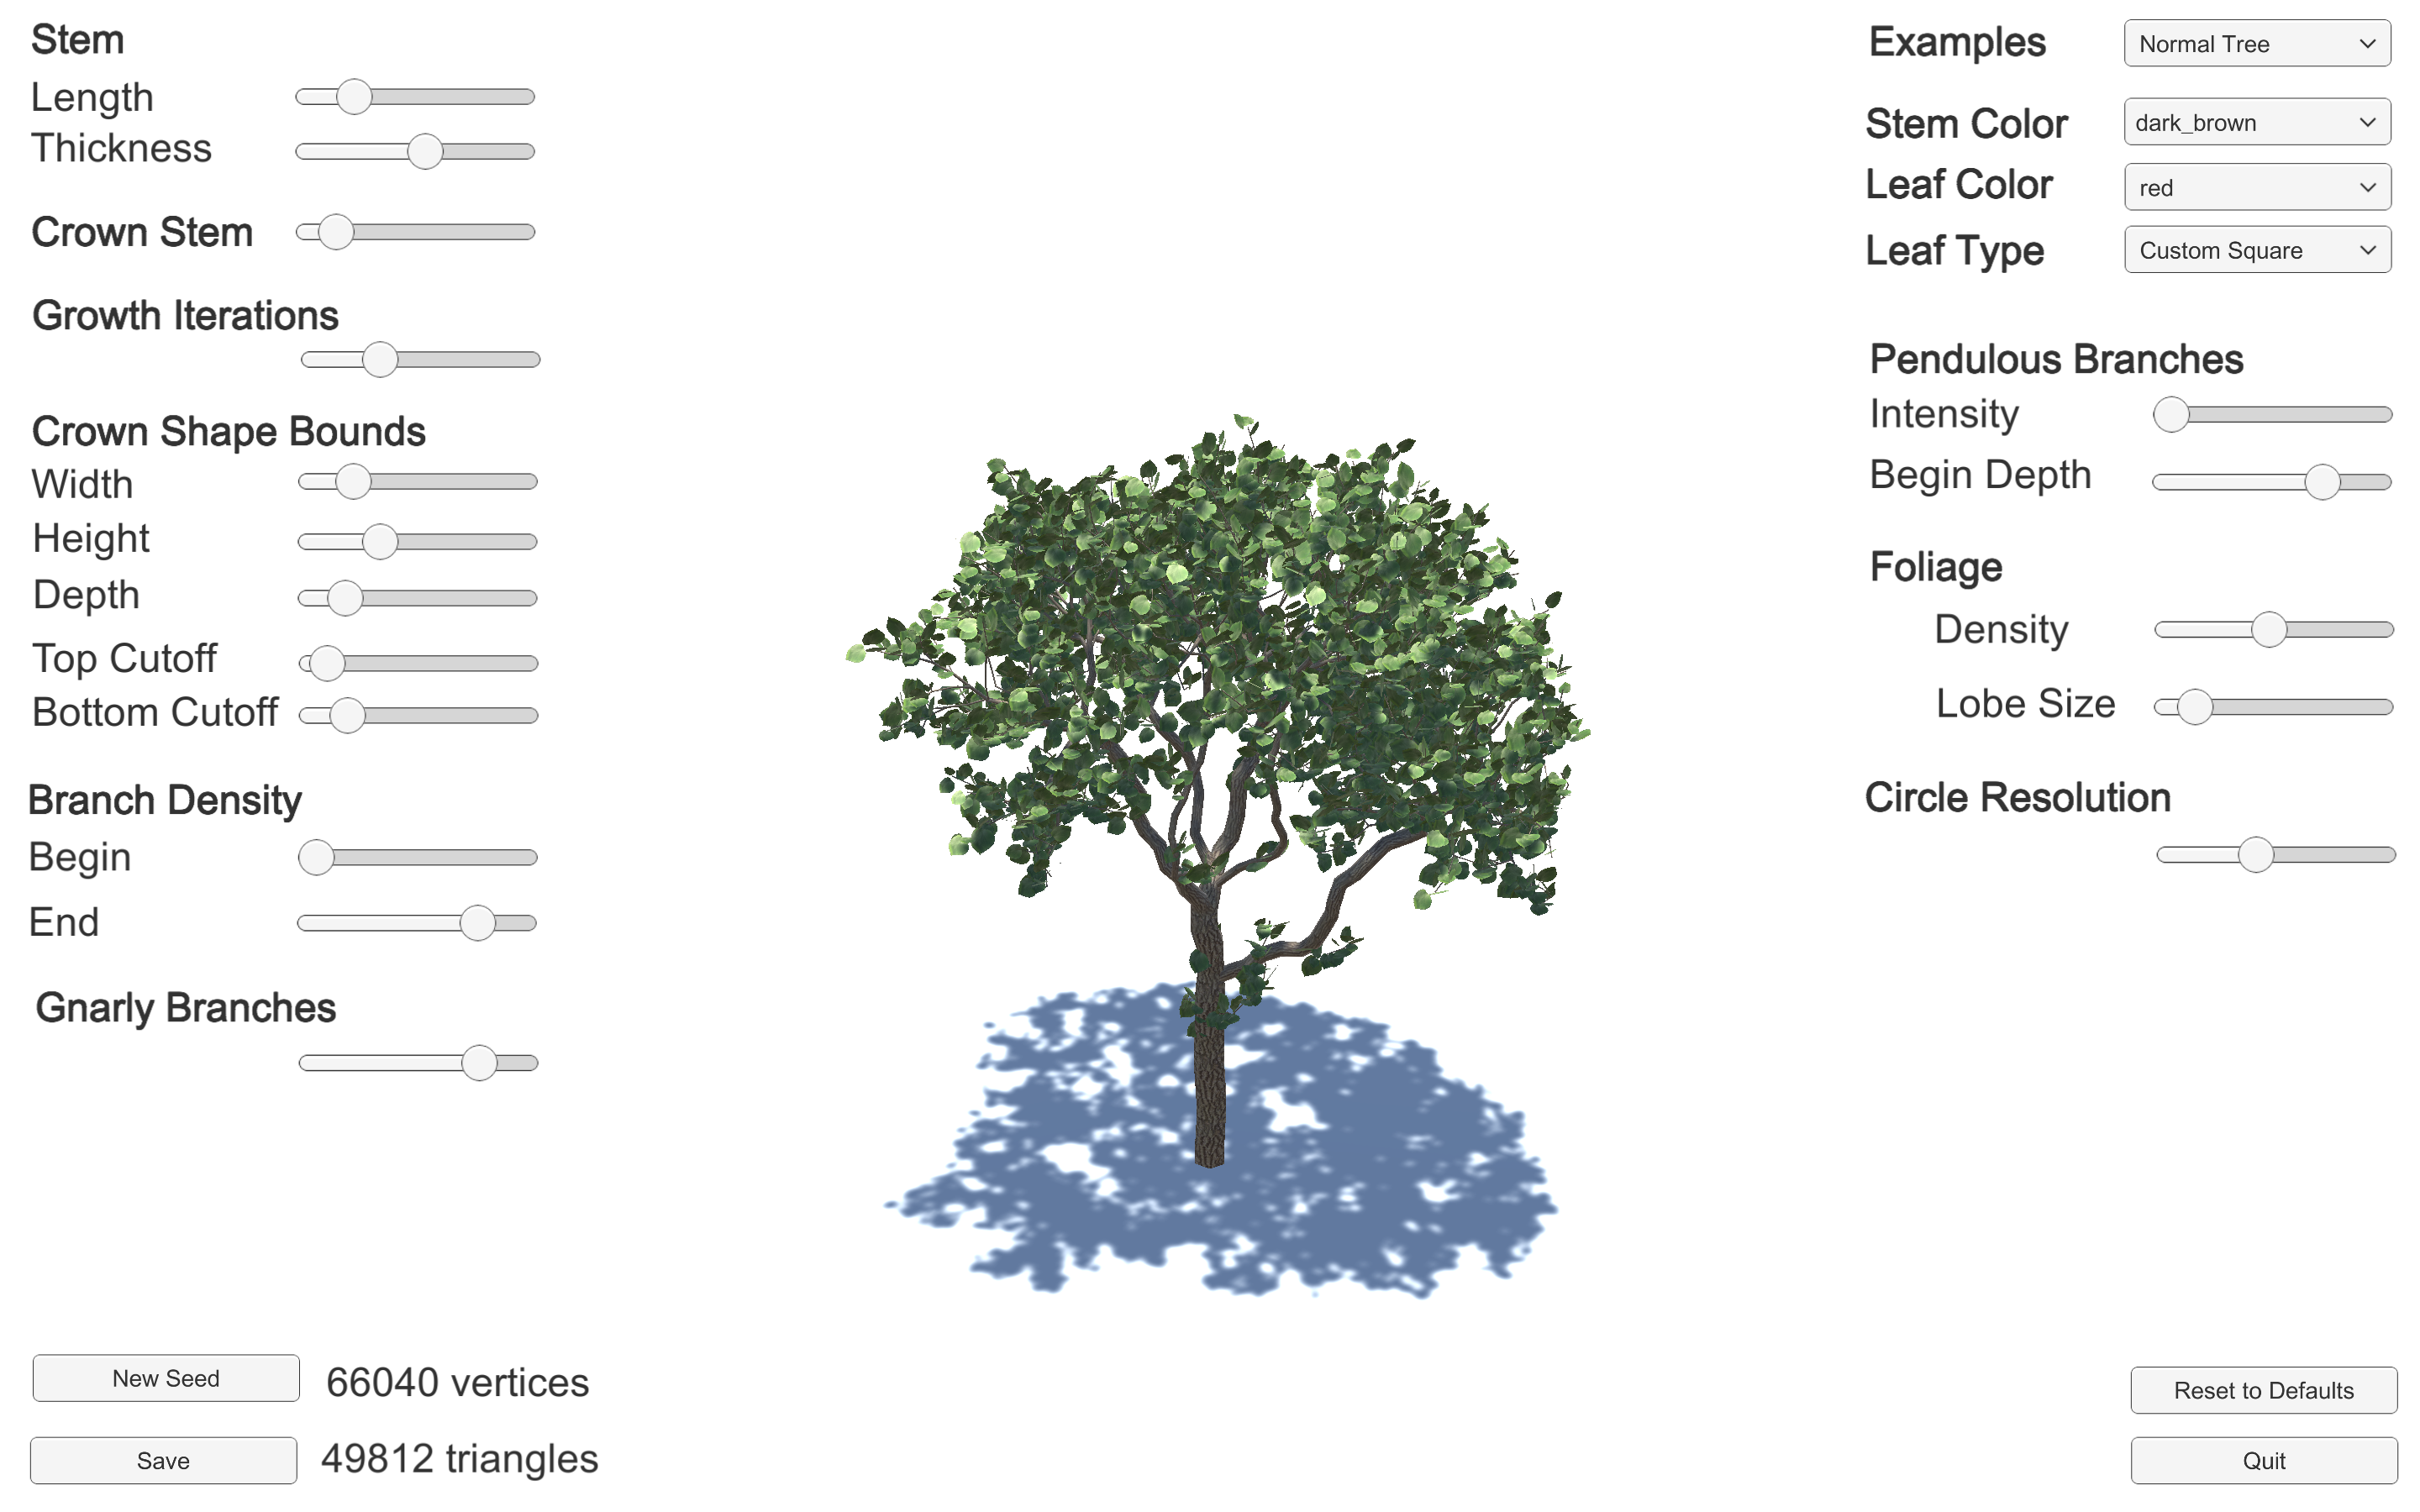 Stem
Length
Thickness
Crown Stem
Growth Iterations
Crown Shape Bounds
Width
Height
Depth
Top Cutoff
Bottom Cutoff
Branch Density
Begin
End
Gnarly Branches
New Seed
66040 vertices
Save
49812 triangles
Examples
Normal Tree
Stem Color
dark_brown
Leaf Color
red
Leaf Type
Custom Square
Pendulous Branches
Intensity
Begin Depth
Foliage
Density
Lobe Size
Circle Resolution
Reset to Defaults
Quit